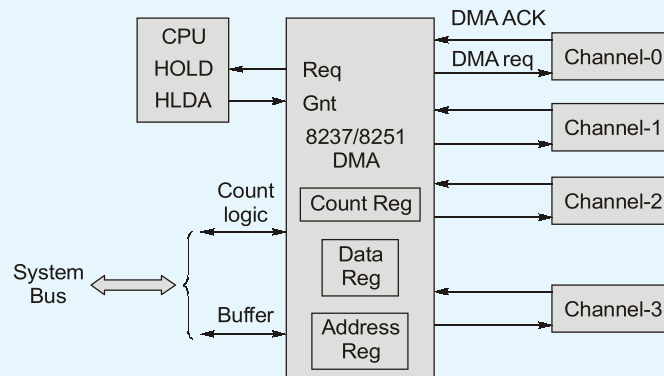 CPU
HOLD
HLDA
Req
Gnt
8237/8251
DMA
Count Reg
Data
Reg
Address
Reg
DMA ACK
DMA req
Channel-0
Channel-1
Channel-2
Channel-3
Count
logic
System
Bus
Buffer